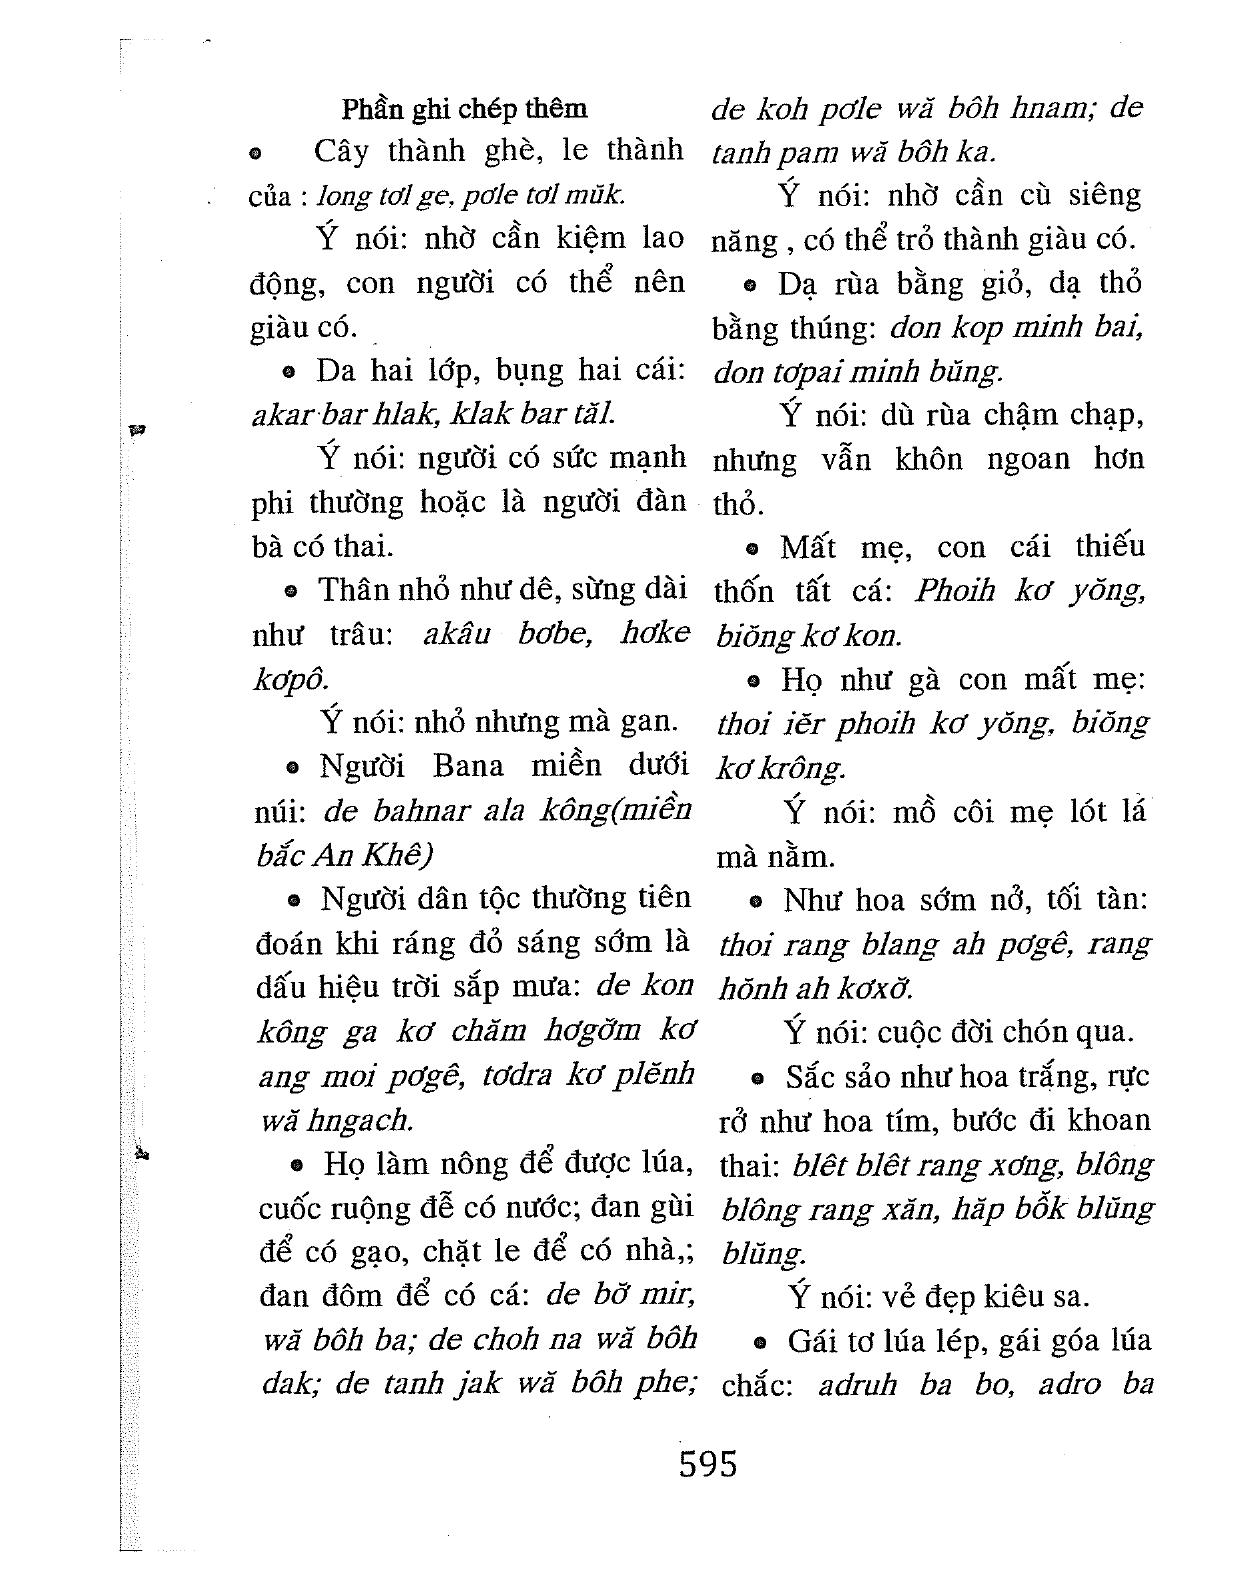 Phần ghi chép thêm
● Cây thành ghè, le thành
của : long tơl ge, pơle tơl mŭk.
Ý nói: nhờ cần kiệm lao
động, con người có thể nên
giàu có.
● Da hai lớp, bụng hai cái:
akar bar hlak, klak bar tăl.
Ý nói: người có sức mạnh
phi thường hoặc là người đàn
bà có thai.
● Thân nhỏ như dê, sừng dài
như trâu: akâu bơbe, hơke
kơpô.
Ý nói: nhỏ nhưng mà gan.
● Người Bana miền dưới
núi: de bahnar ala kông(miền
bắc An Khê)
● Người dân tộc thường tiên
đoán khi ráng đỏ sáng sớm là
dấu hiệu trời sắp mưa: de kon
kông ga kơ chăm hơgơ̆m kơ
ang moi pơgê, tơdra kơ plĕnh
wă hngach.
● Họ làm nông để được lúa,
cuốc ruộng đễ có nước; đan gùi
để có gạo, chặt le để có nhà,;
đan đôm để có cá: de bơ̆ mir,
wă bôh ba; de choh na wă bôh
dak; de tanh jak wă bôh phe;
de koh pơle wă bôh hnam; de
tanh pam wă bôh ka.
Ý nói: nhờ cần cù siêng
năng , có thể trỏ thành giàu có.
● Dạ rùa bằng giỏ, dạ thỏ
bằng thúng: don kop minh bai,
don tơpai minh bŭng.
Ý nói: dù rùa chậm chạp,
nhưng vẫn khôn ngoan hơn
thỏ.
● Mất mẹ, con cái thiếu
thốn tất cá: Phoih kơ yŏng,
biŏng kơ kon.
● Họ như gà con mất mẹ:
thoi iĕr phoih kơ yŏng, biŏng
kơ krông.
Ý nói: mồ côi mẹ lót lá
mà nằm.
● Như hoa sớm nở, tối tàn:
thoi rang blang ah pơgê, rang
hŏnh ah kơxơ̆.
Ý nói: cuộc đời chón qua.
● Sắc sảo như hoa trắng, rực
rở như hoa tím, bước đi khoan
thai: blêt blêt rang xơng, blông
blông rang xăn, hăp bô̆k blŭng
blŭng.
Ý nói: vẻ đẹp kiêu sa.
● Gái tơ lúa lép, gái góa lúa
chắc: adruh ba bo, adro ba
595